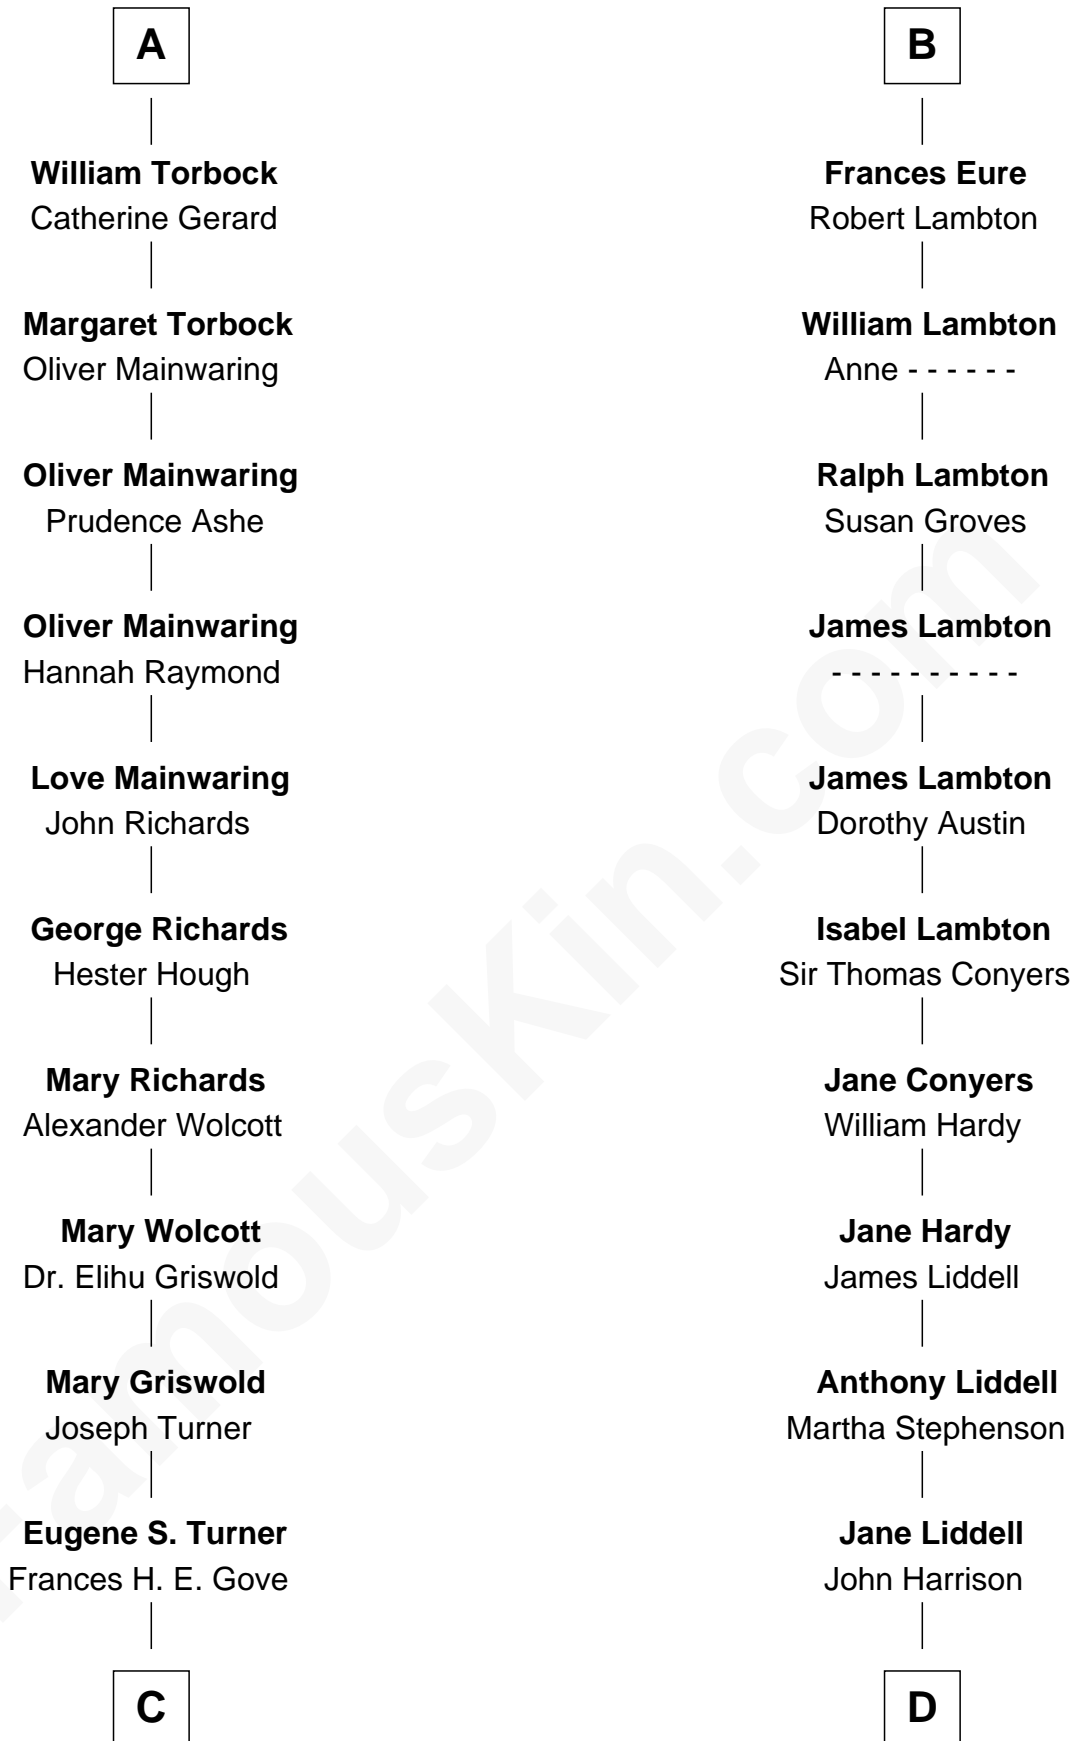 A
William Torbock
Catherine Gerard
Margaret Torbock
Oliver Mainwaring
Oliver Mainwaring
Prudence Ashe
Oliver Mainwaring
Hannah Raymond
Love Mainwaring
John Richards
George Richards
Hester Hough
Mary Richards
Alexander Wolcott
Mary Wolcott
Dr. Elihu Griswold
Mary Griswold
Joseph Turner
Eugene S. Turner
Frances H. E. Gove
C
B
Frances Eure
Robert Lambton
William Lambton
Anne - - - - - -
Ralph Lambton
Susan Groves
James Lambton
- - - - - - - - - -
James Lambton
Dorothy Austin
Isabel Lambton
Sir Thomas Conyers
Jane Conyers
William Hardy
Jane Hardy
James Liddell
Anthony Liddell
Martha Stephenson
Jane Liddell
John Harrison
D
FamousKin.com